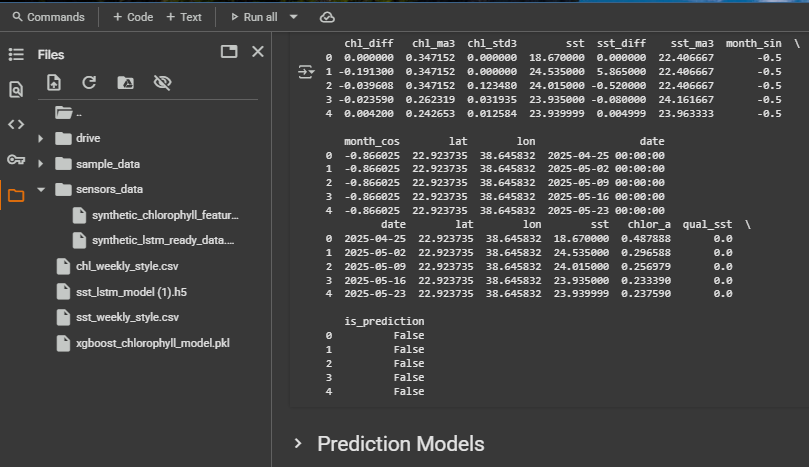 Commands + Code + Text Run all
Files
..
drive
sample_data
sensors_data
synthetic_chlorophyll_featur...
synthetic_lstm_ready_data....
chl_weekly_style.csv
sst_lstm_model (1).h5
sst_weekly_style.csv
xgboost_chlorophyll_model.pkl
chl_diff chl_ma3 chl_std3 sst sst_diff sst_ma3 month_sin \
0 0.000000 0.347152 0.000000 18.670000 0.000000 22.406667 -0.5
1 -0.191300 0.347152 0.000000 24.535000 5.865000 22.406667 -0.5
2 -0.039608 0.347152 0.123480 24.015000 -0.520000 22.406667 -0.5
3 -0.023590 0.262319 0.031935 23.935000 -0.080000 24.161667 -0.5
4 0.004200 0.242653 0.012584 23.939999 0.004999 23.963333 -0.5
month_cos lat lon date
0 -0.866025 22.923735 38.645832 2025-04-25 00:00:00
1 -0.866025 22.923735 38.645832 2025-05-02 00:00:00
2 -0.866025 22.923735 38.645832 2025-05-09 00:00:00
3 -0.866025 22.923735 38.645832 2025-05-16 00:00:00
4 -0.866025 22.923735 38.645832 2025-05-23 00:00:00
date lat lon sst chlor_a qual_sst \
0 2025-04-25 22.923735 38.645832 18.670000 0.487888 0.0
1 2025-05-02 22.923735 38.645832 24.535000 0.296588 0.0
2 2025-05-09 22.923735 38.645832 24.015000 0.256979 0.0
3 2025-05-16 22.923735 38.645832 23.935000 0.233390 0.0
4 2025-05-23 22.923735 38.645832 23.939999 0.237590 0.0
is_prediction
0 False
1 False
2 False
3 False
4 False
Prediction Models